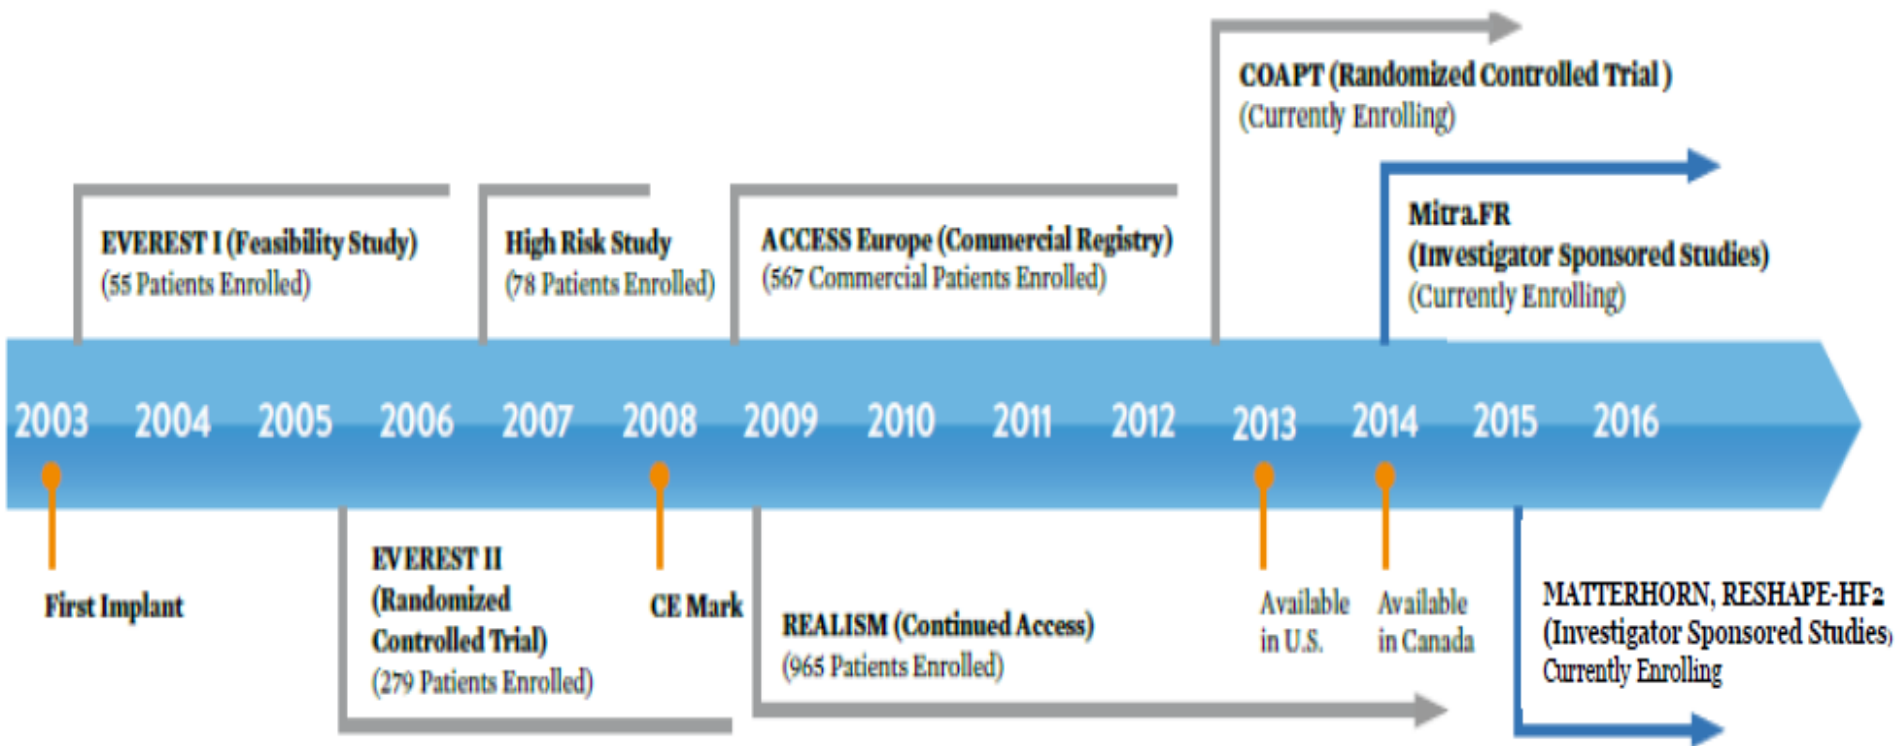 COAPT (Randomized Controlled Trial )
(Currently Enrolling)
Mitra.FR
(Investigator Sponsored Studies)
(Currently Enrolling)
EVEREST I (Feasibility Study)
(55 Patients Enrolled)
High Risk Study
(78 Patients Enrolled)
ACCESS Europe (Commercial Registry)
(567 Commercial Patients Enrolled)
2003 2004 2005 2006 2007 2008 2009 2010 2011 2012 2013 2014 2015 2016
First Implant
EVEREST II
(Randomized
Controlled Trial)
(279 Patients Enrolled)
CE Mark
REALISM (Continued Access)
(965 Patients Enrolled)
Available
in U.S.
Available
in Canada
MATTERHORN, RESHAPE-HF2
(Investigator Sponsored Studies)
Currently Enrolling